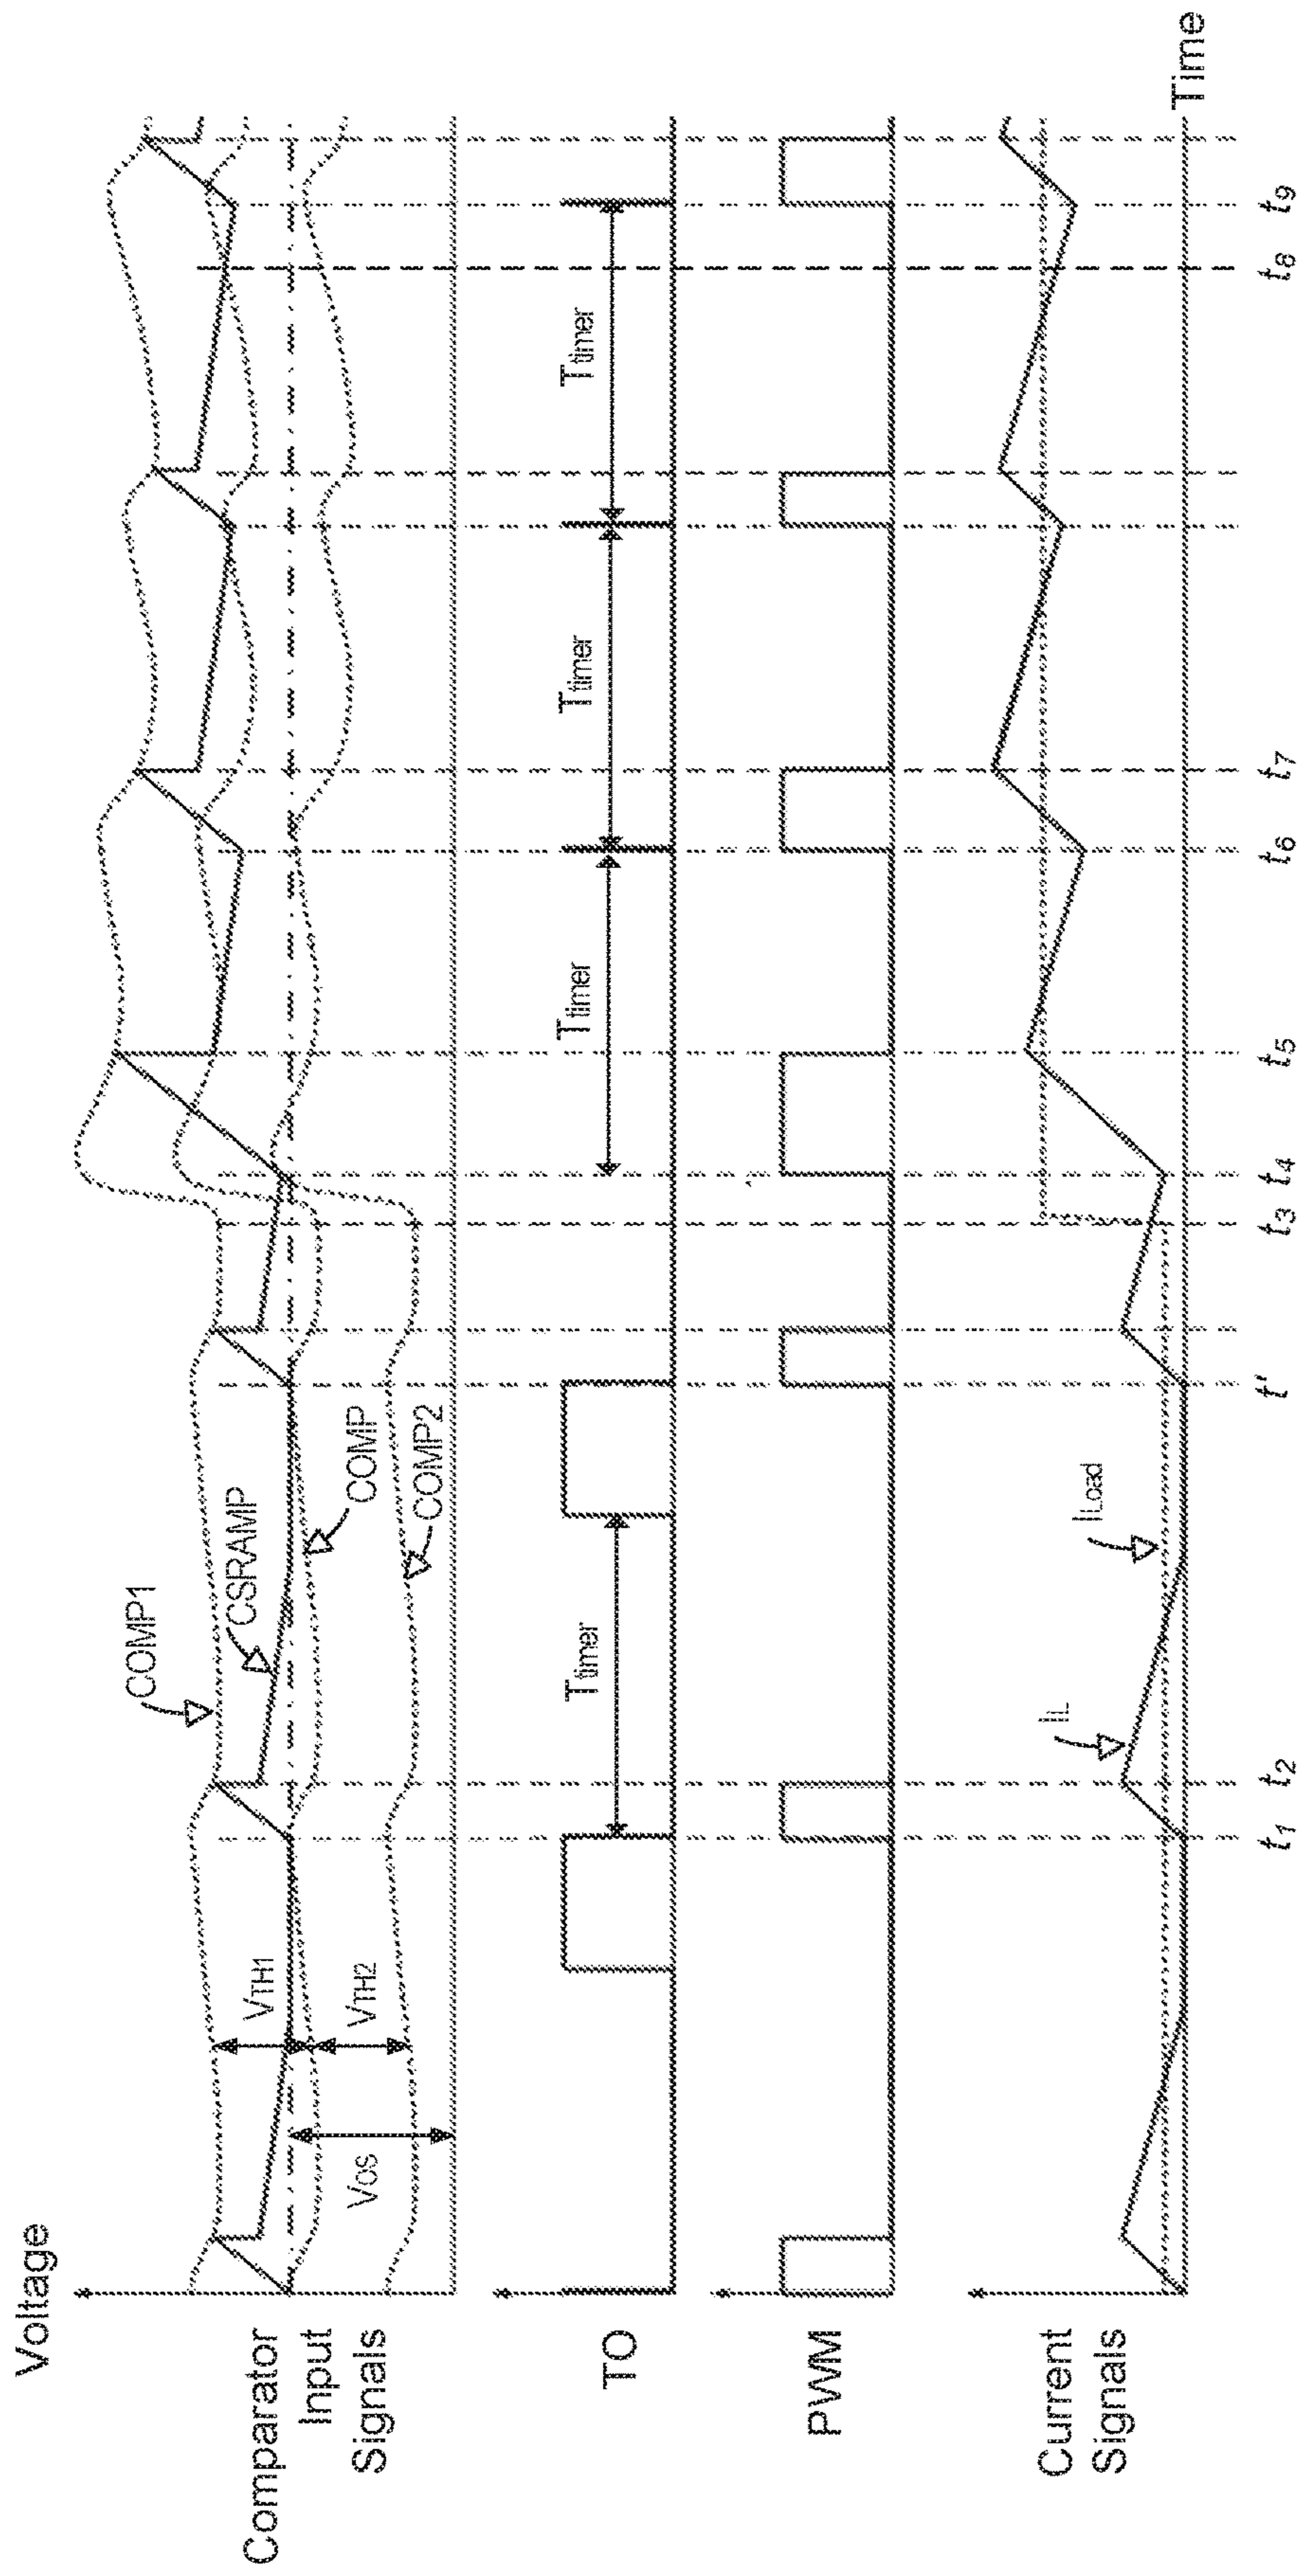 Voltage
Comparator
Input
Signals
COMP1
CSRAMP
COMP
COMP2
VTH1
VTH2
VOS
TO
Ttimer
Ttimer
Ttimer
Ttimer
PWM
Current
Signals
IL
ILoad
Time
t1
t2
t'
t3
t4
t5
t6
t7
t8
t9